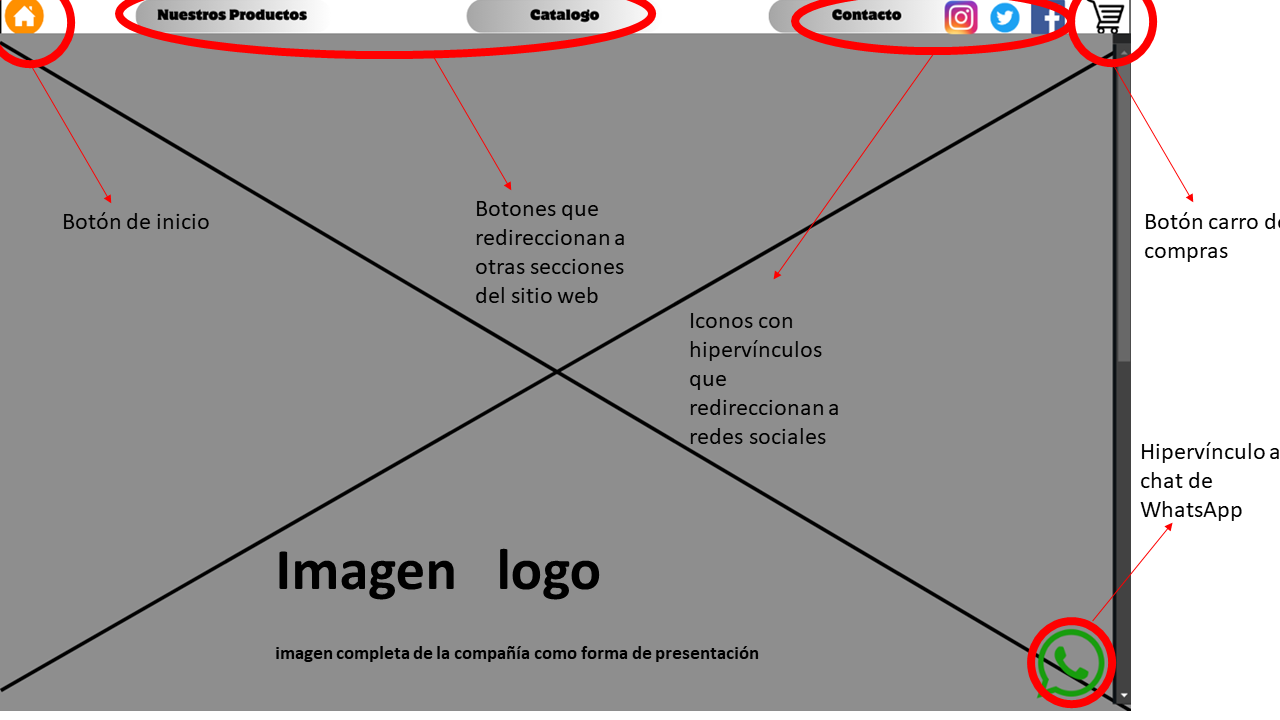 Nuestros Productos
Catalogo
Contacto
Botón de inicio
Botones que
redireccionan a
otras secciones
del sitio web
Iconos con
hipervínculos
que
redireccionan a
redes sociales
Botón carro de
compras
Hipervínculo a
chat de
WhatsApp
Imagen logo
imagen completa de la compañía como forma de presentación